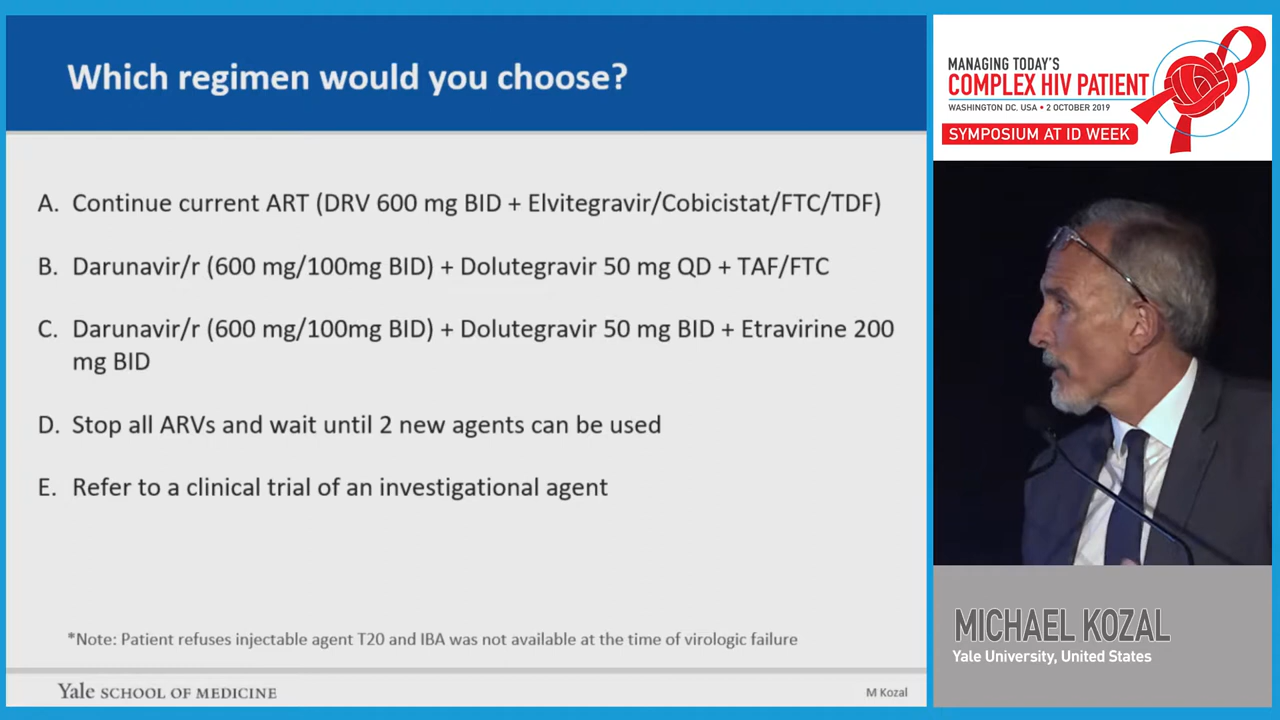 Which regimen would you choose?
A. Continue current ART (DRV 600 mg BID + Elvitegravir/Cobicistat/FTC/TDF)
B. Darunavir/r (600 mg/100mg BID) + Dolutegravir 50 mg QD + TAF/FTC
C. Darunavir/r (600 mg/100mg BID) + Dolutegravir 50 mg BID + Etravirine 200
mg BID
D. Stop all ARVs and wait until 2 new agents can be used
E. Refer to a clinical trial of an investigational agent
*Note: Patient refuses injectable agent T20 and IBA was not available at the time of virologic failure
Yale SCHOOL OF MEDICINE
M Kozal
MANAGING TODAY'S
COMPLEX HIV PATIENT
WASHINGTON DC, USA • 2 OCTOBER 2019
SYMPOSIUM AT ID WEEK
MICHAEL KOZAL
Yale University, United States